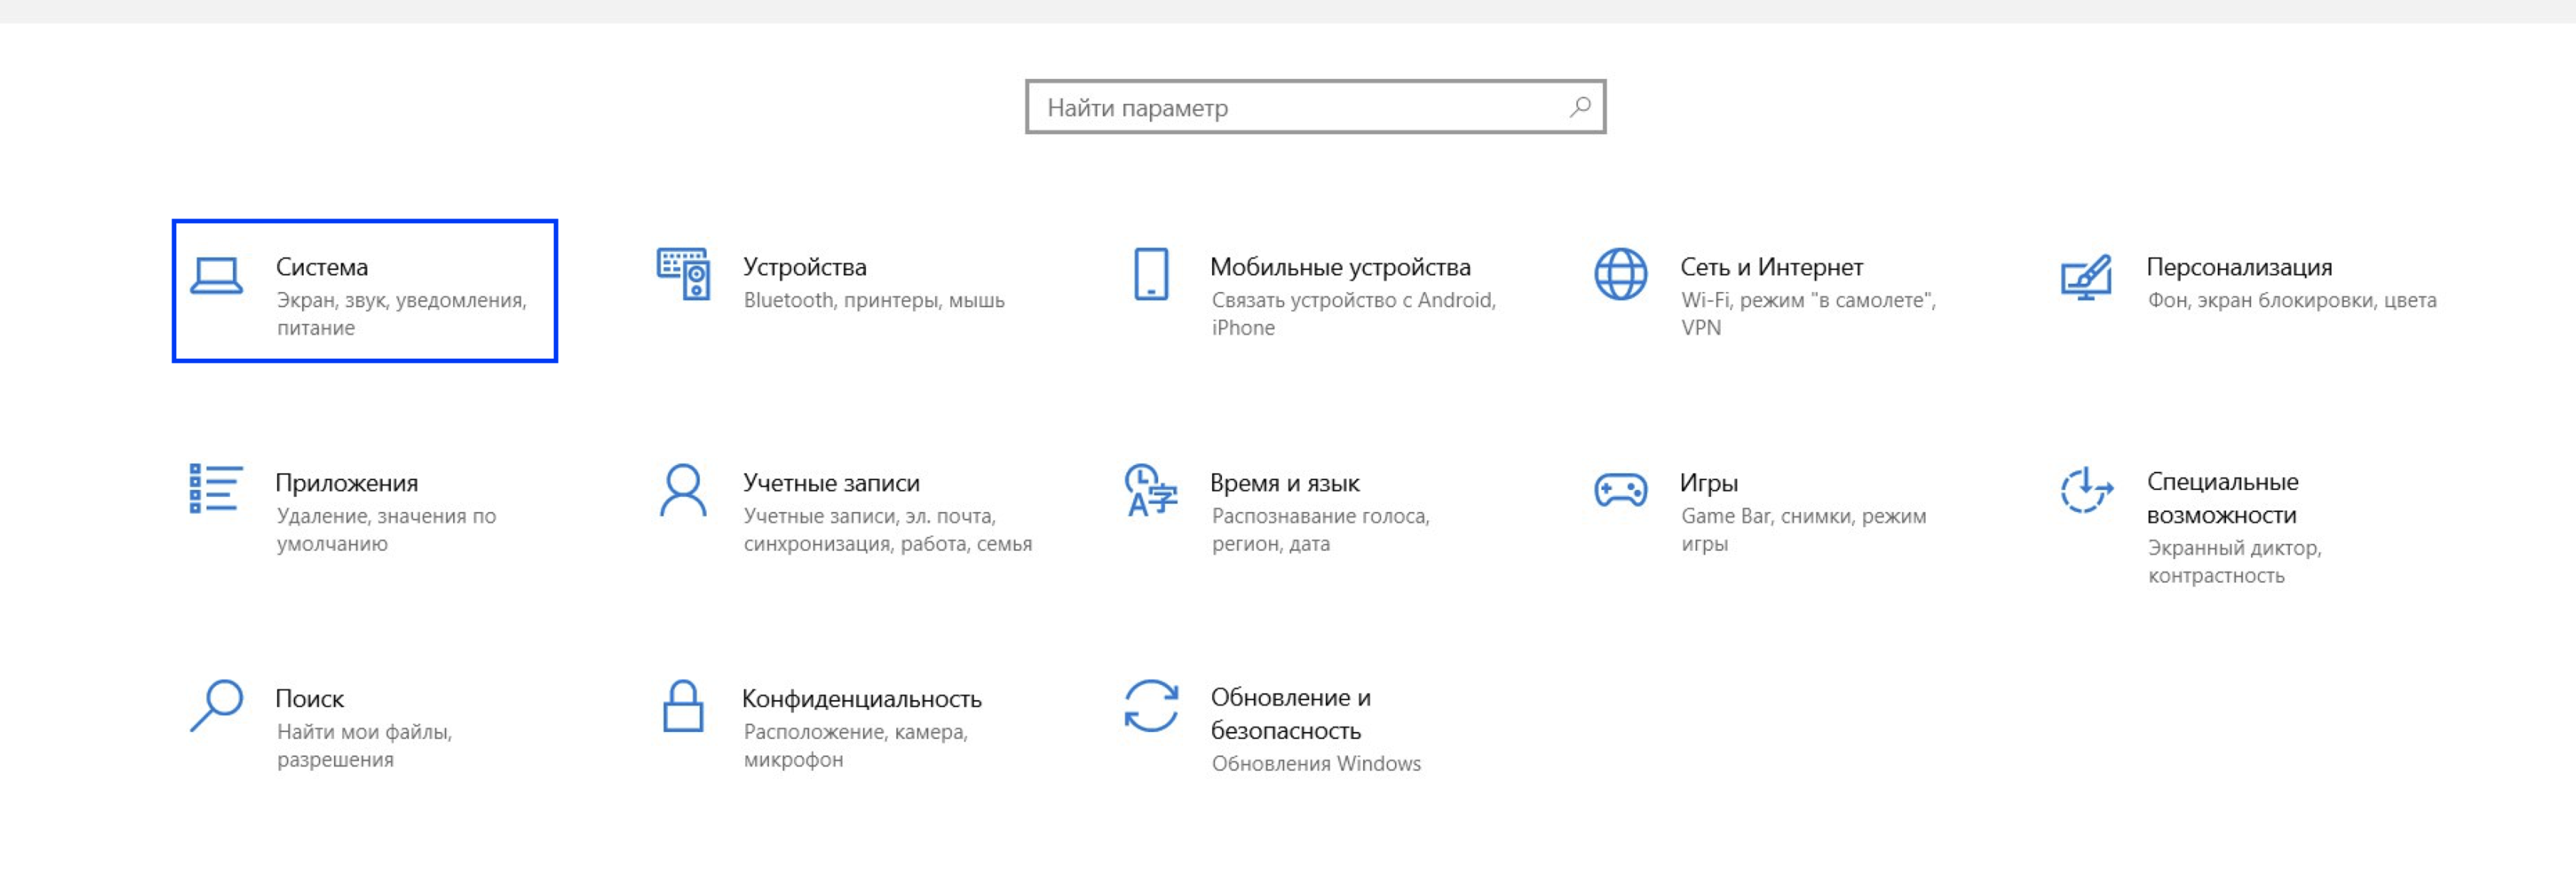 Найти параметр
Система
Экран, звук, уведомления,
питание
Устройства
Bluetooth, принтеры, мышь
Мобильные устройства
Связать устройство с Android,
iPhone
Сеть и Интернет
Wi-Fi, режим "в самолете",
VPN
Персонализация
Фон, экран блокировки, цвета
Приложения
Удаление, значения по
умолчанию
Учетные записи
Учетные записи, эл. почта,
синхронизация, работа, семья
Время и язык
Распознавание голоса,
регион, дата
Игры
Game Bar, снимки, режим
игры
Специальные
возможности
Экранный диктор,
контрастность
Поиск
Найти мои файлы,
разрешения
Конфиденциальность
Расположение, камера,
микрофон
Обновление и
безопасность
Обновления Windows